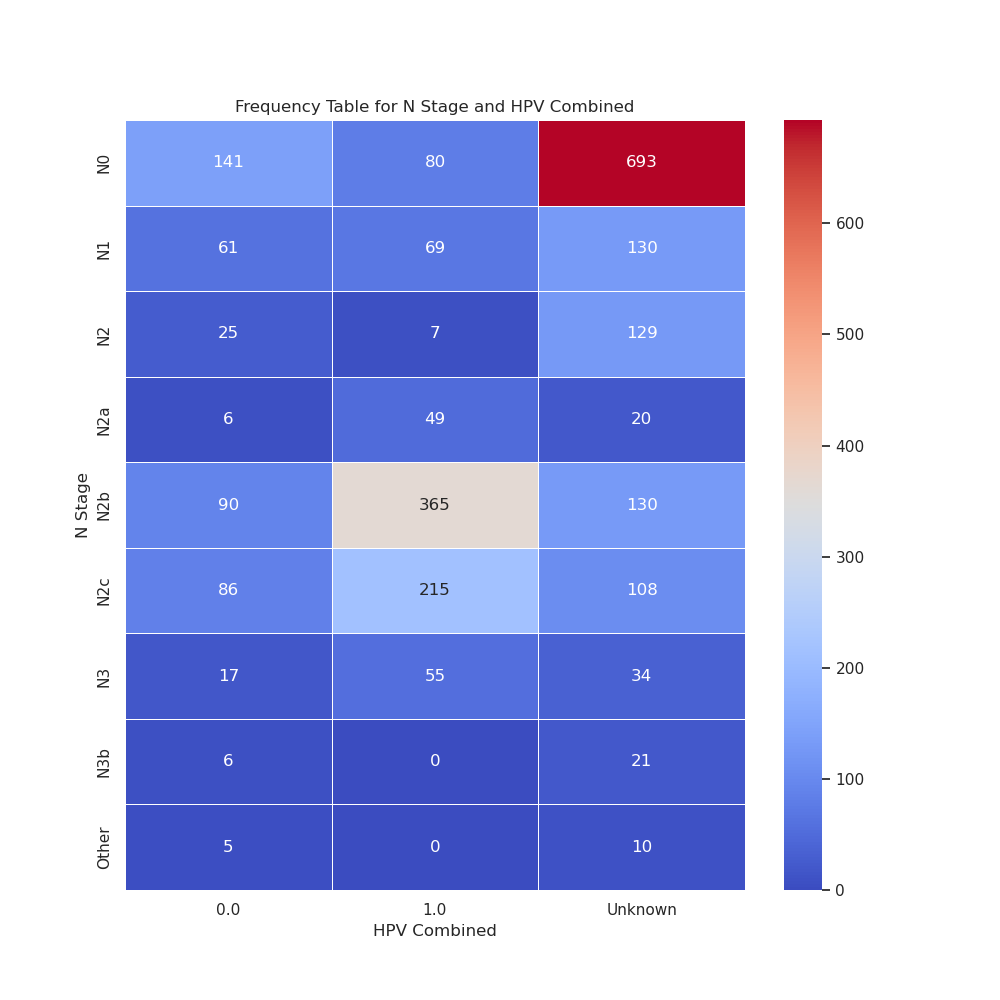 Frequency Table for N Stage and HPV Combined
N0 141 80 693
N1 61 69 130
N2 25 7 129
N2a 6 49 20
N2b 90 365 130
N2c 86 215 108
N3 17 55 34
N3b 6 0 21
Other 5 0 10
0.0 1.0 Unknown
HPV Combined
N Stage
600
500
400
300
200
100
0